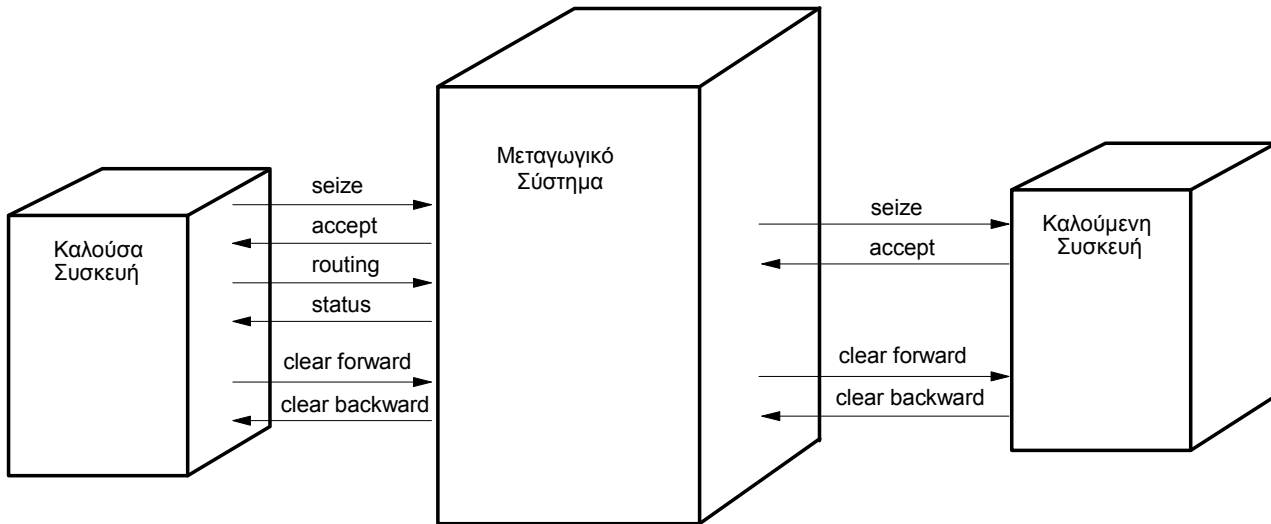 Καλούσα
Συσκευή
seize
accept
routing
status
clear forward
clear backward
Μεταγωγικό
Σύστημα
seize
accept
clear forward
clear backward
Καλούμενη
Συσκευή